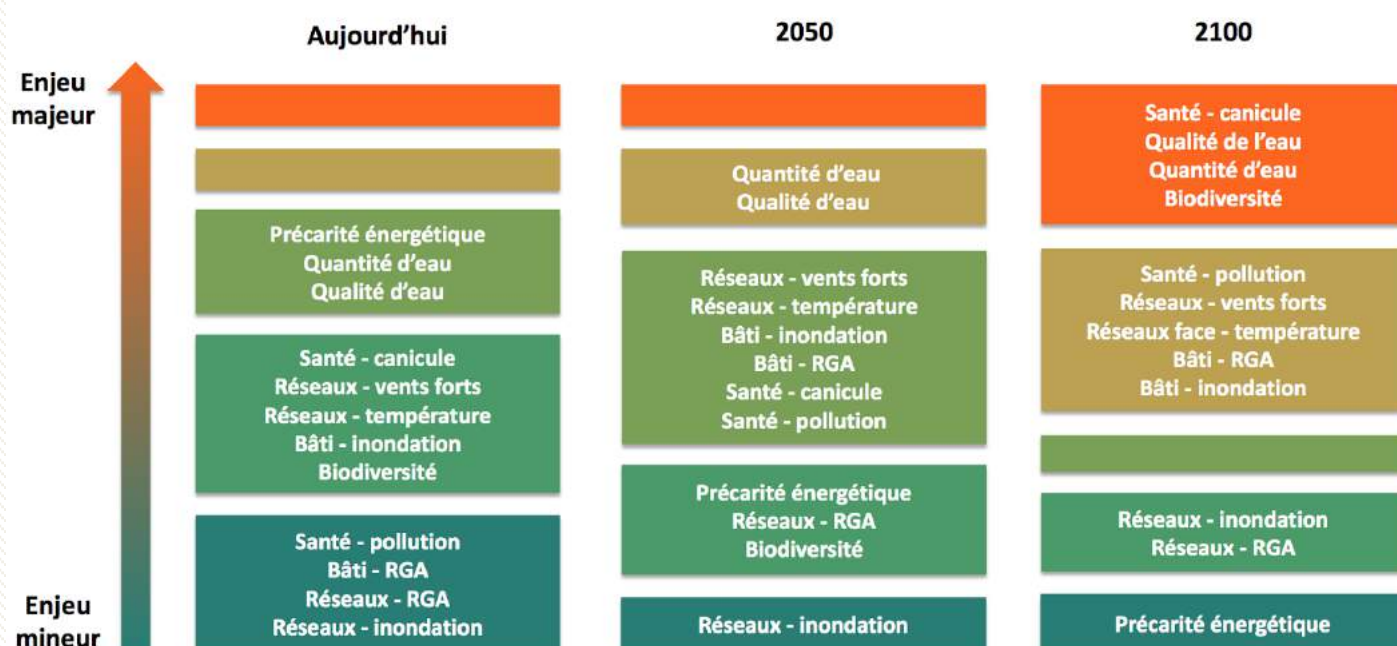 Aujourd'hui
2050
2100
Enjeu
majeur
Précarité énergétique
Quantité d'eau
Qualité d'eau
Santé - canicule
Réseaux - vents forts
Réseaux - température
Bâti - inondation
Biodiversité
Santé - pollution
Bâti - RGA
Réseaux - RGA
Réseaux - inondation
Quantité d'eau
Qualité d'eau
Réseaux - vents forts
Réseaux - température
Bâti - inondation
Bâti - RGA
Santé - canicule
Santé - pollution
Précarité énergétique
Réseaux - RGA
Biodiversité
Réseaux - inondation
Santé - canicule
Qualité de l'eau
Quantité d'eau
Biodiversité
Santé - pollution
Réseaux - vents forts
Réseaux face - température
Bâti - RGA
Bâti - inondation
Réseaux - inondation
Réseaux - RGA
Précarité énergétique
Enjeu
mineur